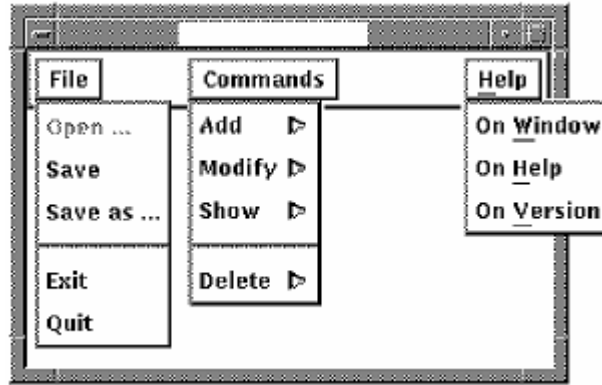 File
Commands
Help
Open ...
Save
Save as ...
Exit
Quit
Add
Modify
Show
Delete
On Window
On Help
On Version